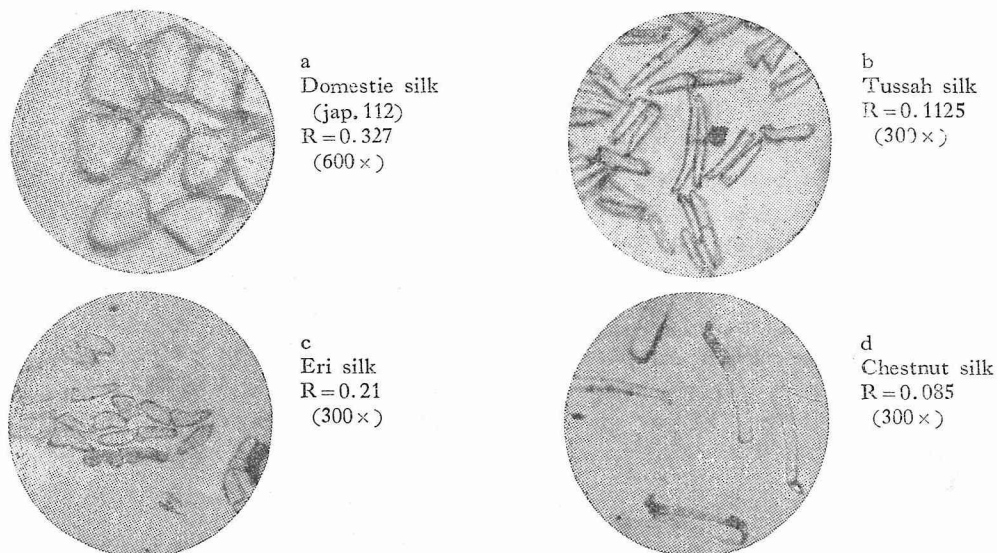 a
Domestie silk
(jap. 112)
R=0.327
(600×)
b
Tussah silk
R=0.1125
(300×)
c
Eri silk
R=0.21
(300×)
d
Chestnut silk
R=0.085
(300×)